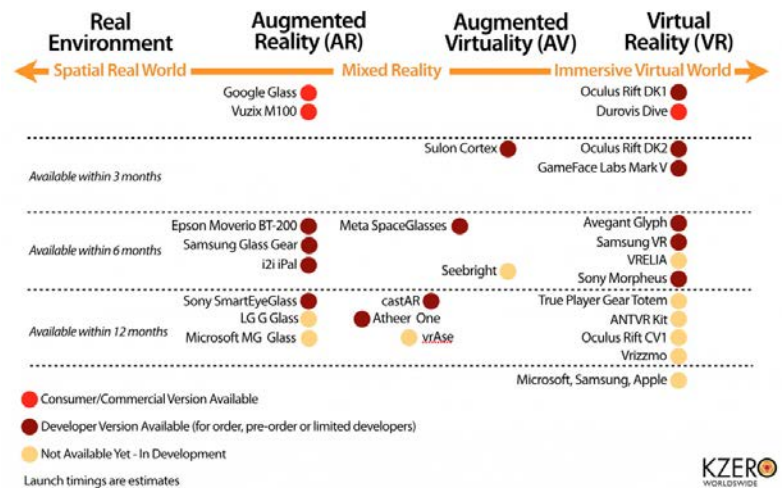 Real Environment
Augmented Reality (AR)
Augmented Virtuality (AV)
Virtual Reality (VR)
Spatial Real World
Mixed Reality
Immersive Virtual World
Google Glass
Oculus Rift DK1
Vuzix M100
Durovis Dive
Available within 3 months
Sulon Cortex
Oculus Rift DK2
GameFace Labs Mark V
Available within 6 months
Epson Moverio BT-200
Meta SpaceGlasses
Avegant Glyph
Samsung Glass Gear
Samsung VR
i2i iPal
Seebright
VRELIA
Sony Morpheus
Available within 12 months
Sony SmartEyeGlass
castAR
True Player Gear Totem
LG G Glass
Atheer One
ANTVR Kit
Microsoft MG Glass
vrAse
Oculus Rift CV1
Vrizzmo
Microsoft, Samsung, Apple
Consumer/Commercial Version Available
Developer Version Available (for order, pre-order or limited developers)
Not Available Yet - In Development
Launch timings are estimates
KZERO
WORLDSWIDE